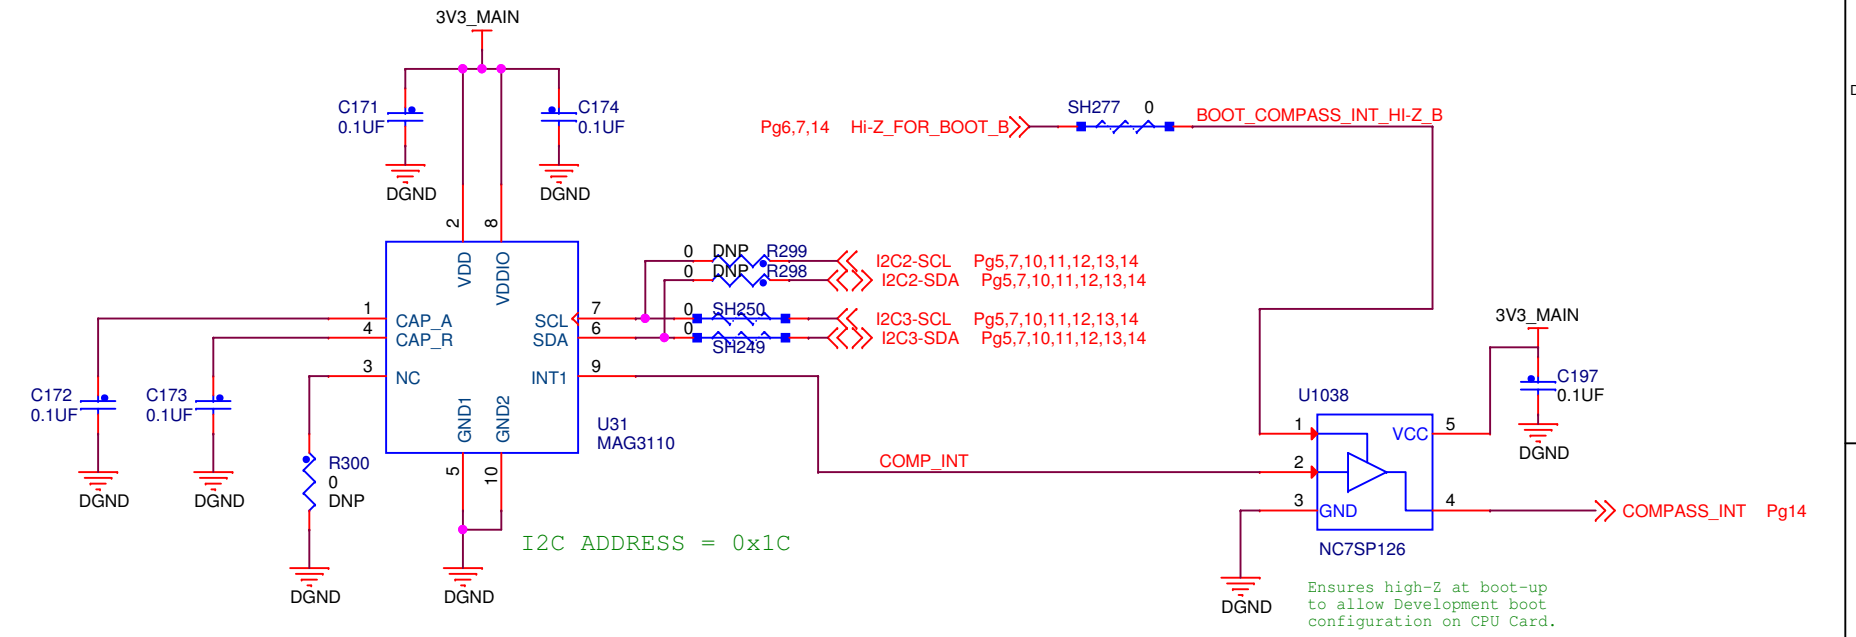 3V3_MAIN
C171
0.1UF
C174
0.1UF
DGND
DGND
Pg6,7,14 Hi-Z_FOR_BOOT_B
SH277 0
BOOT_COMPASS_INT_HI-Z_B
D
2 8
VDD VDDIO
0 DNP R299 I2C2-SCL Pg5,7,10,11,12,13,14
0 DNP R298 I2C2-SDA Pg5,7,10,11,12,13,14
1 CAP_A
4 CAP_R
3 NC
SCL 7 0 SH250 I2C3-SCL Pg5,7,10,11,12,13,14
SDA 6 0 SH249 I2C3-SDA Pg5,7,10,11,12,13,14
INT1 9
GND1 GND2
5 10
U31
MAG3110
C172
0.1UF
C173
0.1UF
DGND
DGND
R300
0
DNP
DGND
DGND
I2C ADDRESS = 0x1C
COMP_INT
3V3_MAIN
C197
0.1UF
DGND
U1038
1
2
3 GND
VCC 5
4
COMPASS_INT Pg14
NC7SP126
DGND
Ensures high-Z at boot-up
to allow Development boot
configuration on CPU Card.